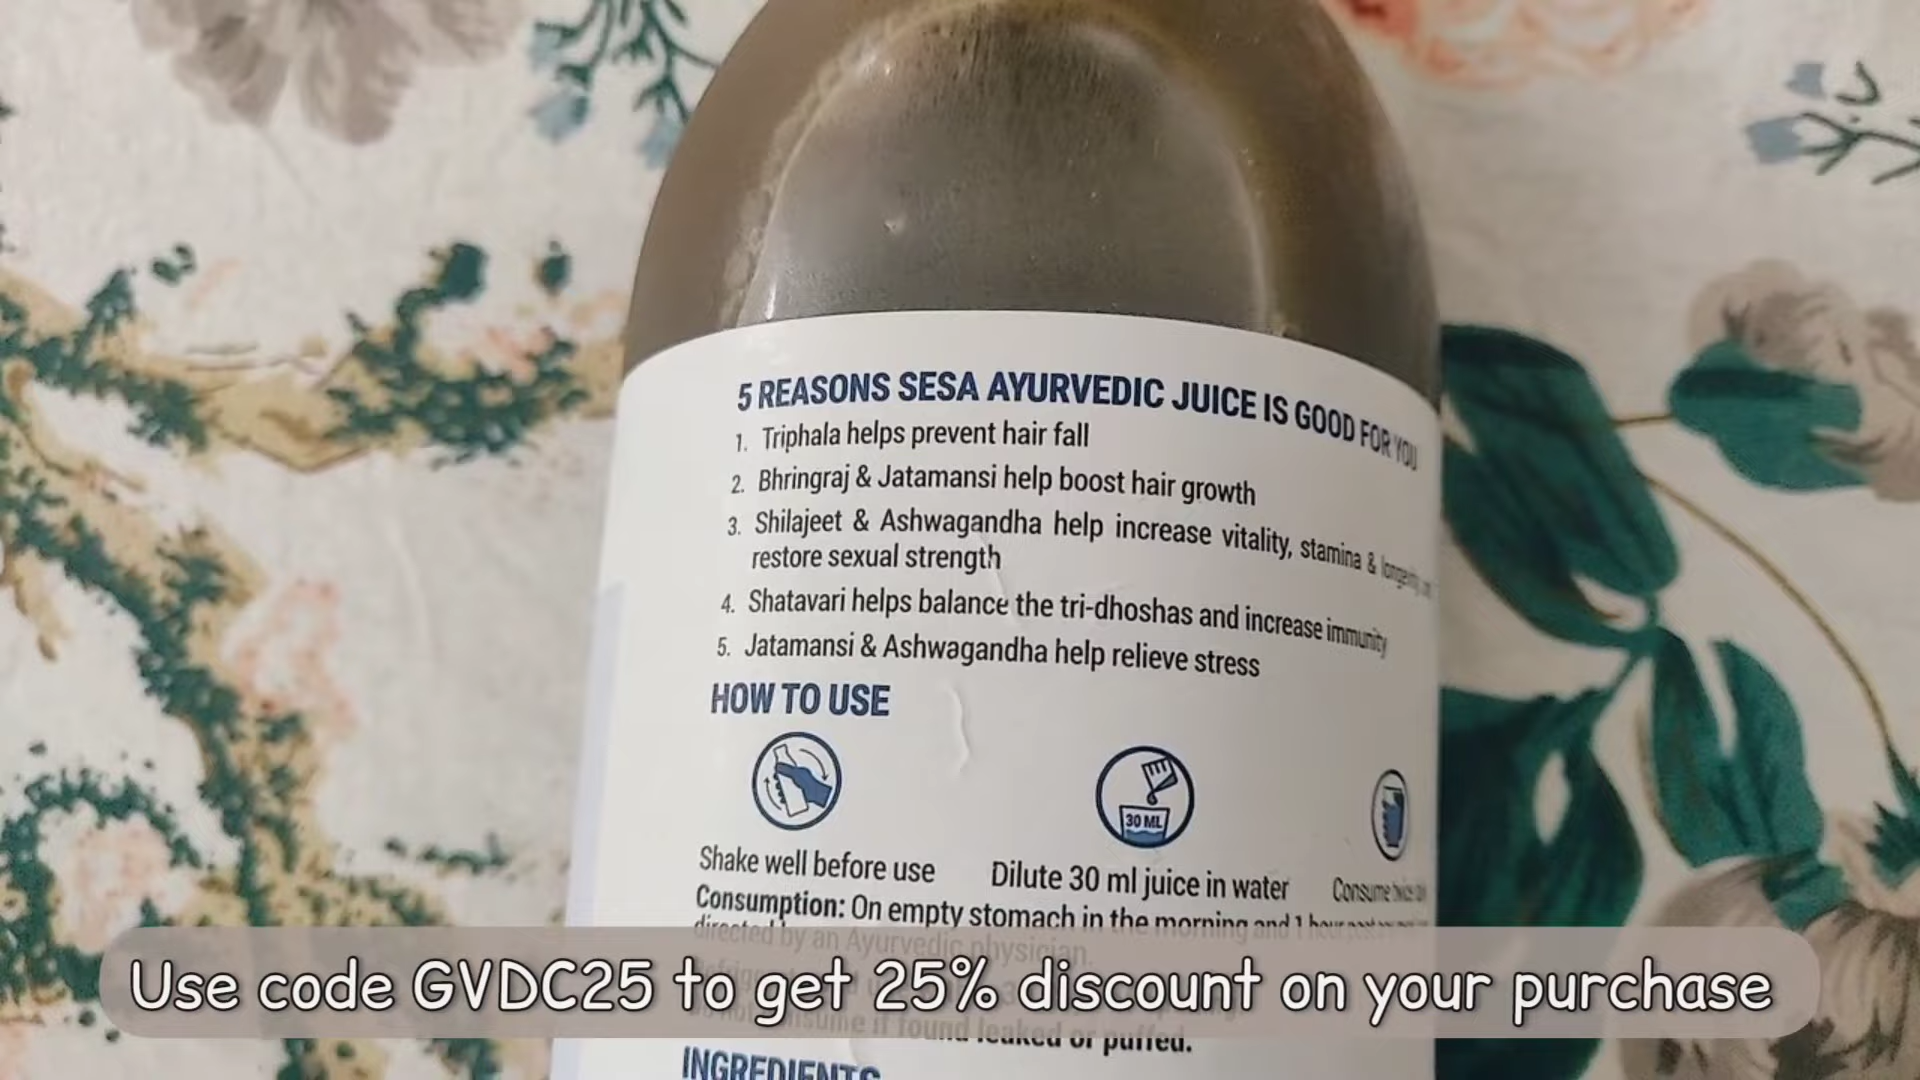 5 REASONS SESA AYURVEDIC JUICE IS GOOD FOR YOU
1. Triphala helps prevent hair fall
2. Bhringraj & Jatamansi help boost hair growth
3. Shilajeet & Ashwagandha help increase vitality, stamina &
restore sexual strength
4. Shatavari helps balance the tri-dhoshas and increase immunity
5. Jatamansi & Ashwagandha help relieve stress
HOW TO USE
30 ML
Shake well before use
Dilute 30 ml juice in water
Consume
Consumption: On empty stomach in the morning and 1 hour
directed by an Ayurvedic physician.
Use code GVDC25 to get 25% discount on your purchase
if found leaked or puffed.
INGREDIENTS